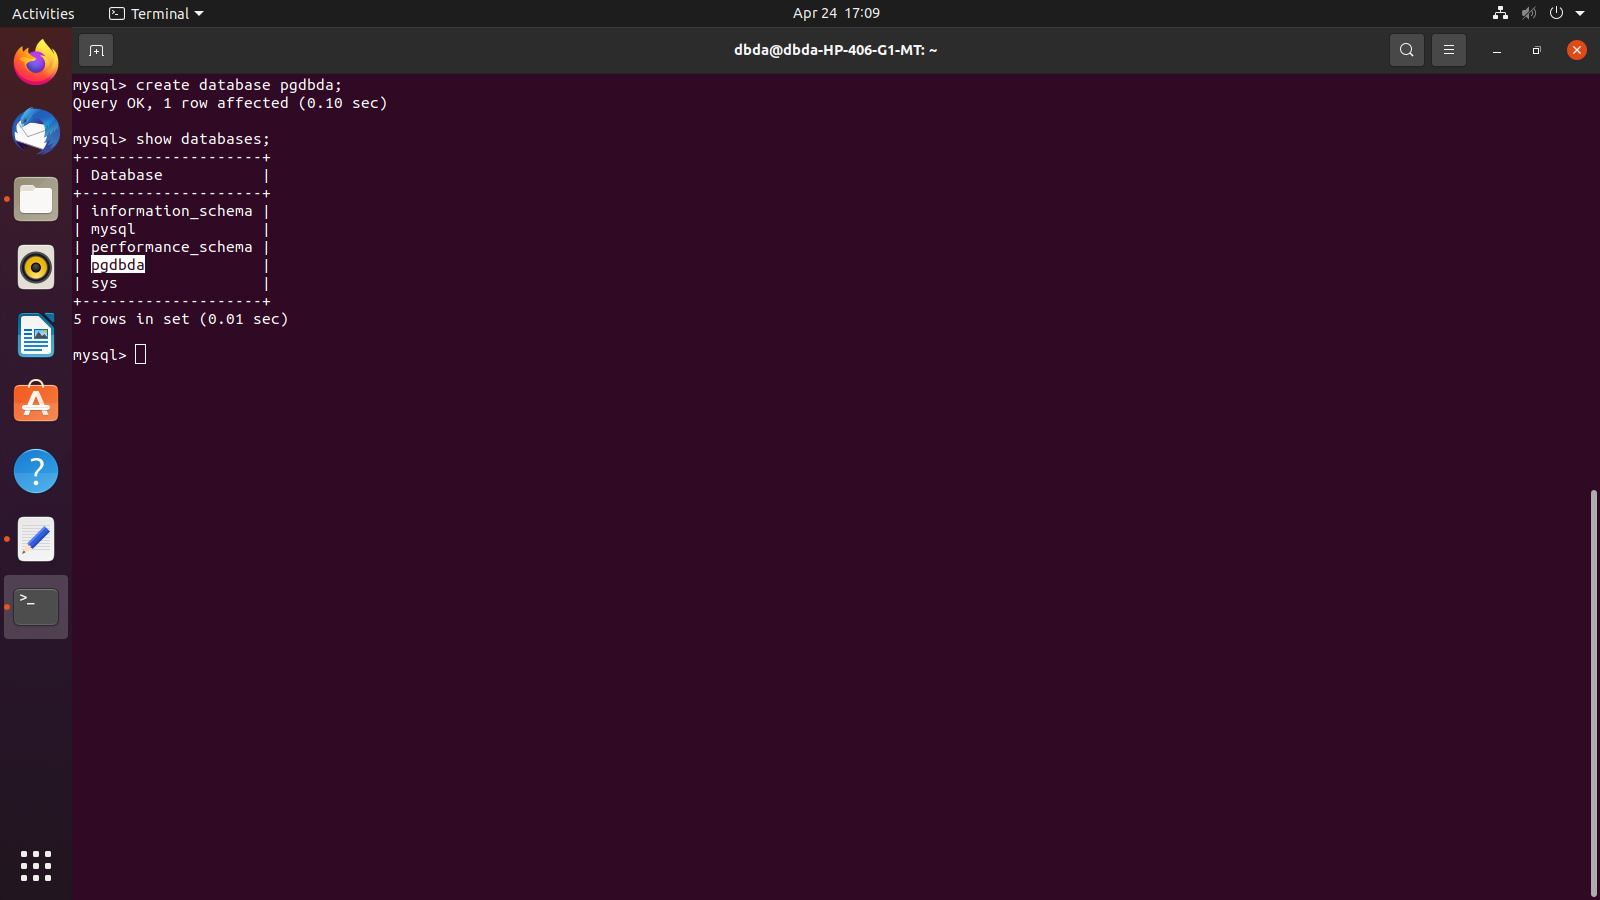 Activities
Terminal
Apr 24 17:09
dbda@dbda-HP-406-G1-MT: ~
mysql> create database pgdbda;
Query OK, 1 row affected (0.10 sec)
mysql> show databases;
+--------------------+
| Database           |
+--------------------+
| information_schema |
| mysql              |
| performance_schema |
| pgdbda             |
| sys                |
+--------------------+
5 rows in set (0.01 sec)
mysql>